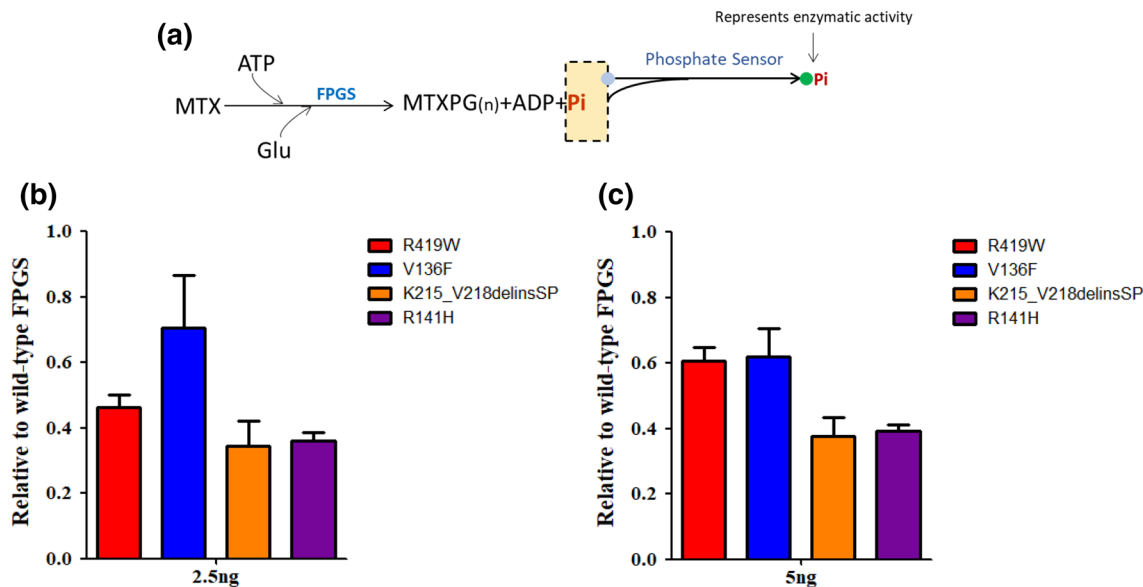 Represents enzymatic activity
(a)
ATP
Phosphate Sensor
Pi
FPGS
MTX
MTXPG(n)+ADP+Pi
Glu
(b)
(c)
1.0
0.8
0.6
0.4
0.2
0.0
Relative to wild-type FPGS
R419W
V136F
K215_V218delinsSP
R141H
2.5ng
1.0
0.8
0.6
0.4
0.2
0.0
Relative to wild-type FPGS
R419W
V136F
K215_V218delinsSP
R141H
5ng